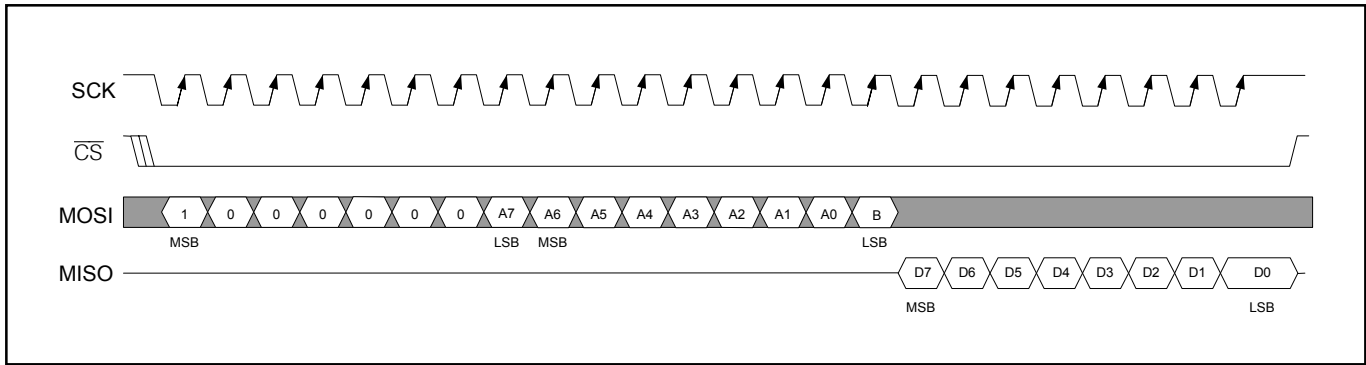 SCK
CS
MOSI 1 0 0 0 0 0 0 A7 A6 A5 A4 A3 A2 A1 A0 B
MSB LSB MSB LSB
MISO D7 D6 D5 D4 D3 D2 D1 D0
MSB LSB